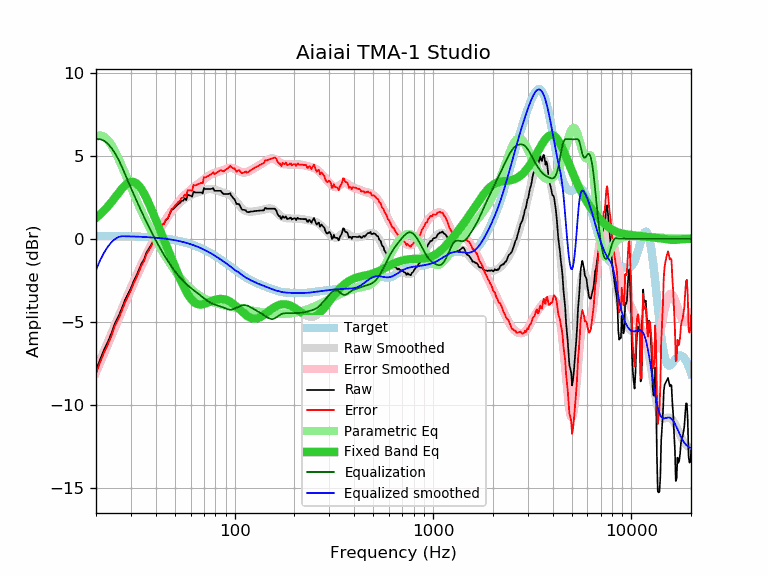 Aiaiai TMA-1 Studio
10
5
0
−5
−10
−15
Amplitude (dBr)
Target
Raw Smoothed
Error Smoothed
Raw
Error
Parametric Eq
Fixed Band Eq
Equalization
Equalized smoothed
100 1000 10000
Frequency (Hz)